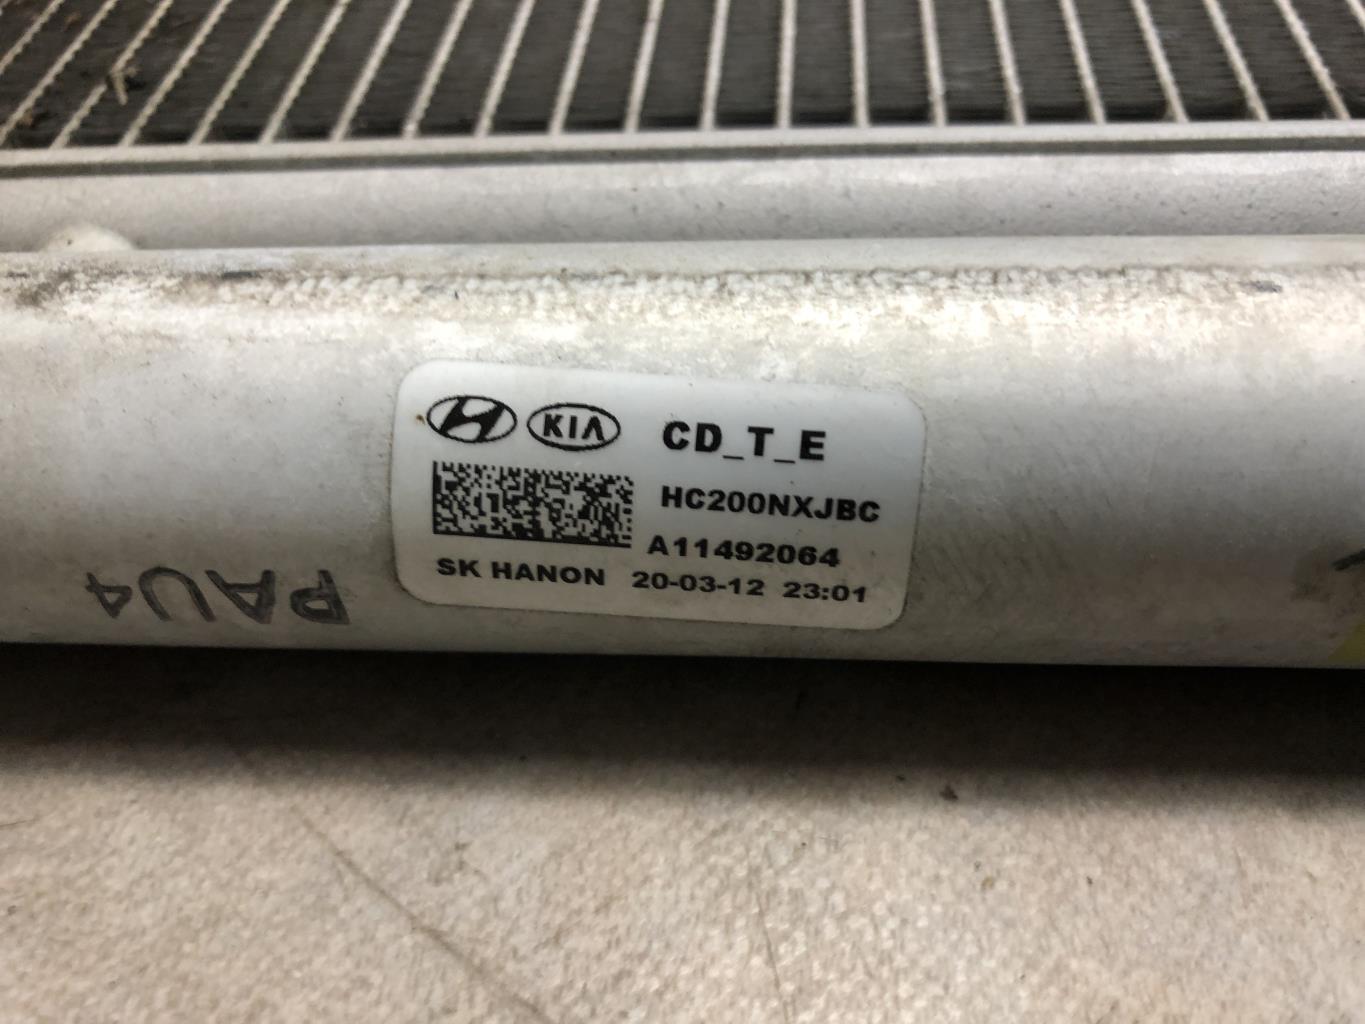 KIA CD_T_E
HC200NXJBC
A11492064
SK HANON 20-03-12 23:01
PAU4